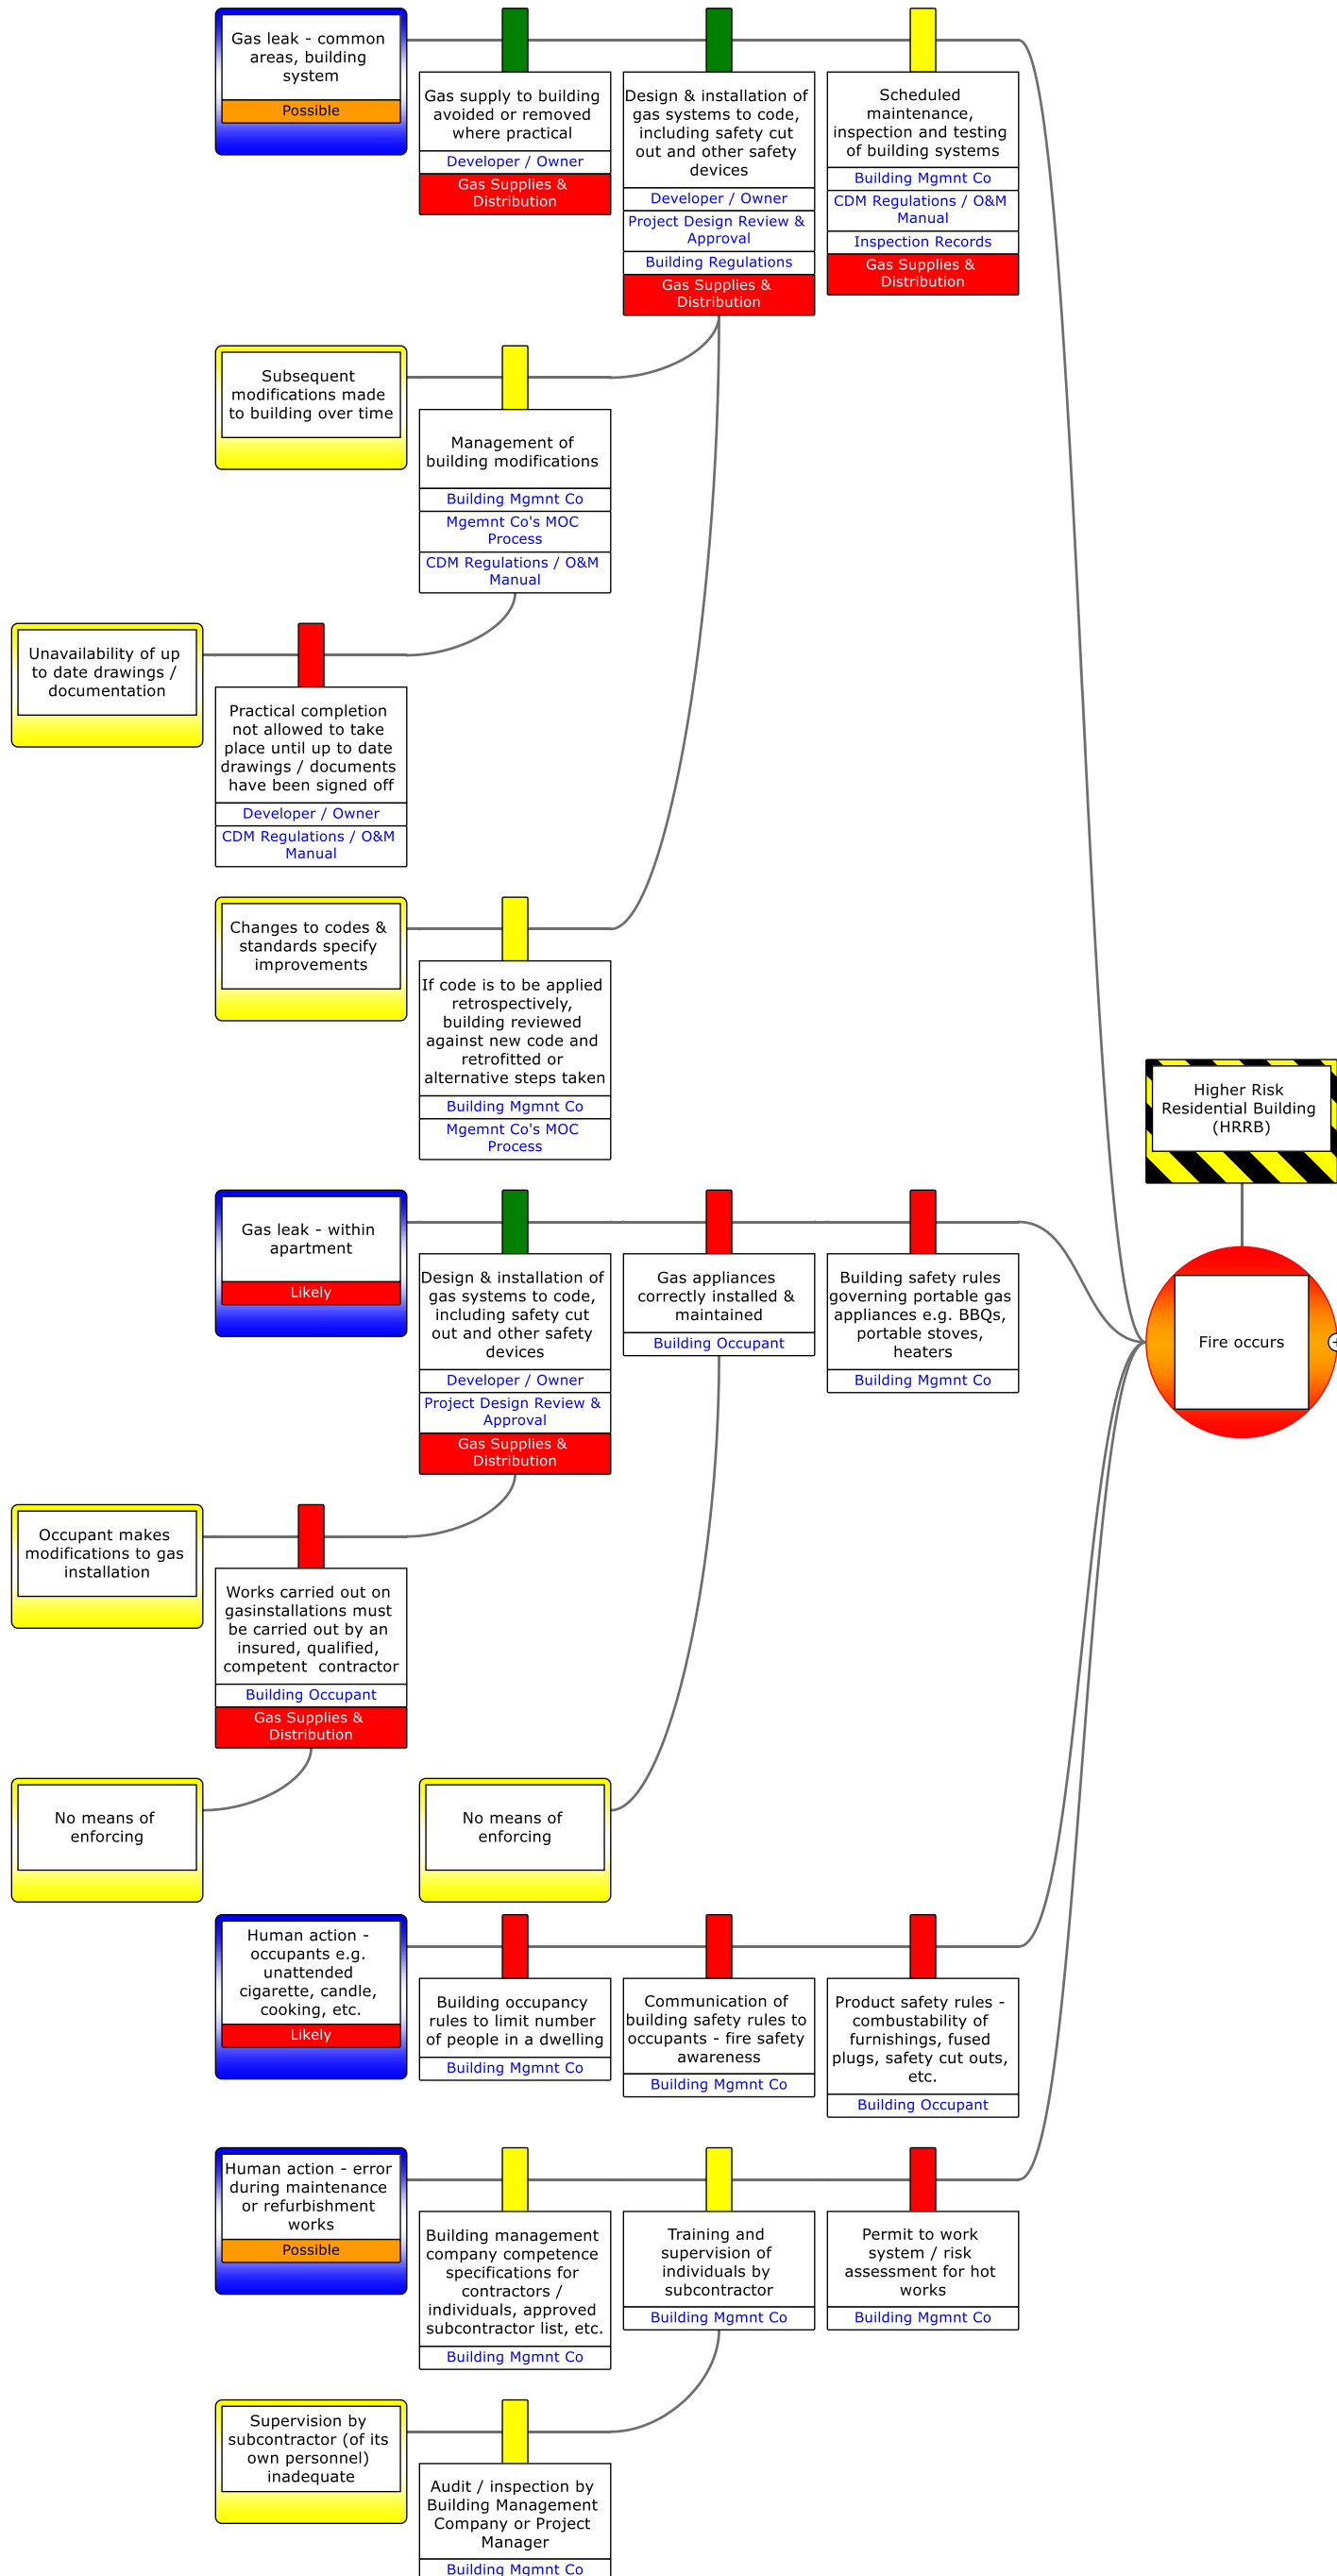 Gas leak - common
areas, building
system
Possible
Gas supply to building
avoided or removed
where practical
Developer / Owner
Gas Supplies &
Distribution
Design & installation of
gas systems to code,
including safety cut
out and other safety
devices
Developer / Owner
Project Design Review &
Approval
Building Regulations
Gas Supplies &
Distribution
Scheduled
maintenance,
inspection and testing
of building systems
Building Mgmnt Co
CDM Regulations / O&M
Manual
Inspection Records
Gas Supplies &
Distribution
Subsequent
modifications made
to building over time
Management of
building modifications
Building Mgmnt Co
Mgemnt Co's MOC
Process
CDM Regulations / O&M
Manual
Unavailability of up
to date drawings /
documentation
Practical completion
not allowed to take
place until up to date
drawings / documents
have been signed off
Developer / Owner
CDM Regulations / O&M
Manual
Changes to codes &
standards specify
improvements
If code is to be applied
retrospectively,
building reviewed
against new code and
retrofitted or
alternative steps taken
Building Mgmnt Co
Mgemnt Co's MOC
Process
Higher Risk
Residential Building
(HRRB)
Fire occurs
Gas leak - within
apartment
Likely
Design & installation of
gas systems to code,
including safety cut
out and other safety
devices
Developer / Owner
Project Design Review &
Approval
Gas Supplies &
Distribution
Gas appliances
correctly installed &
maintained
Building Occupant
Building safety rules
governing portable gas
appliances e.g. BBQs,
portable stoves,
heaters
Building Mgmnt Co
Occupant makes
modifications to gas
installation
Works carried out on
gasinstallations must
be carried out by an
insured, qualified,
competent  contractor
Building Occupant
Gas Supplies &
Distribution
No means of
enforcing
No means of
enforcing
Human action -
occupants e.g.
unattended
cigarette, candle,
cooking, etc.
Likely
Building occupancy
rules to limit number
of people in a dwelling
Building Mgmnt Co
Communication of
building safety rules to
occupants - fire safety
awareness
Building Mgmnt Co
Product safety rules -
combustability of
furnishings, fused
plugs, safety cut outs,
etc.
Building Occupant
Human action - error
during maintenance
or refurbishment
works
Possible
Building management
company competence
specifications for
contractors /
individuals, approved
subcontractor list, etc.
Building Mgmnt Co
Training and
supervision of
individuals by
subcontractor
Building Mgmnt Co
Permit to work
system / risk
assessment for hot
works
Building Mgmnt Co
Supervision by
subcontractor (of its
own personnel)
inadequate
Audit / inspection by
Building Management
Company or Project
Manager
Building Mgmnt Co